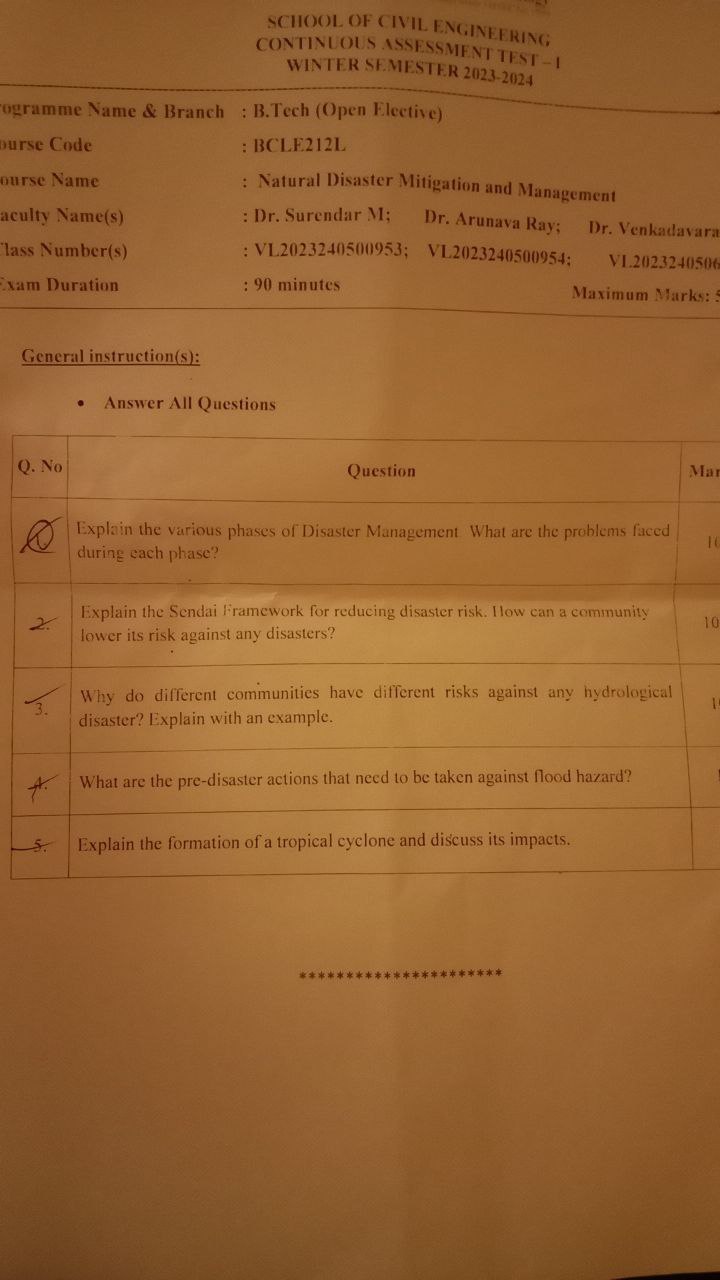 SCHOOL OF CIVIL ENGINEERING
CONTINUOUS ASSESSMENT TEST – I
WINTER SEMESTER 2023-2024
ogramme Name & Branch : B.Tech (Open Elective)
ourse Code : BCLE212L
ourse Name : Natural Disaster Mitigation and Management
aculty Name(s) : Dr. Surendar M; Dr. Arunava Ray; Dr. Venkadavara
lass Number(s) : VL2023240500953; VL2023240500954; VL2023240506
Exam Duration : 90 minutes
Maximum Marks: 5
General instruction(s):
• Answer All Questions
Q. No Question Mar
1. Explain the various phases of Disaster Management What are the problems faced 10
during each phase?
2. Explain the Sendai Framework for reducing disaster risk. How can a community 10
lower its risk against any disasters?
3. Why do different communities have different risks against any hydrological 1
disaster? Explain with an example.
4. What are the pre-disaster actions that need to be taken against flood hazard?
5. Explain the formation of a tropical cyclone and discuss its impacts.
**********************